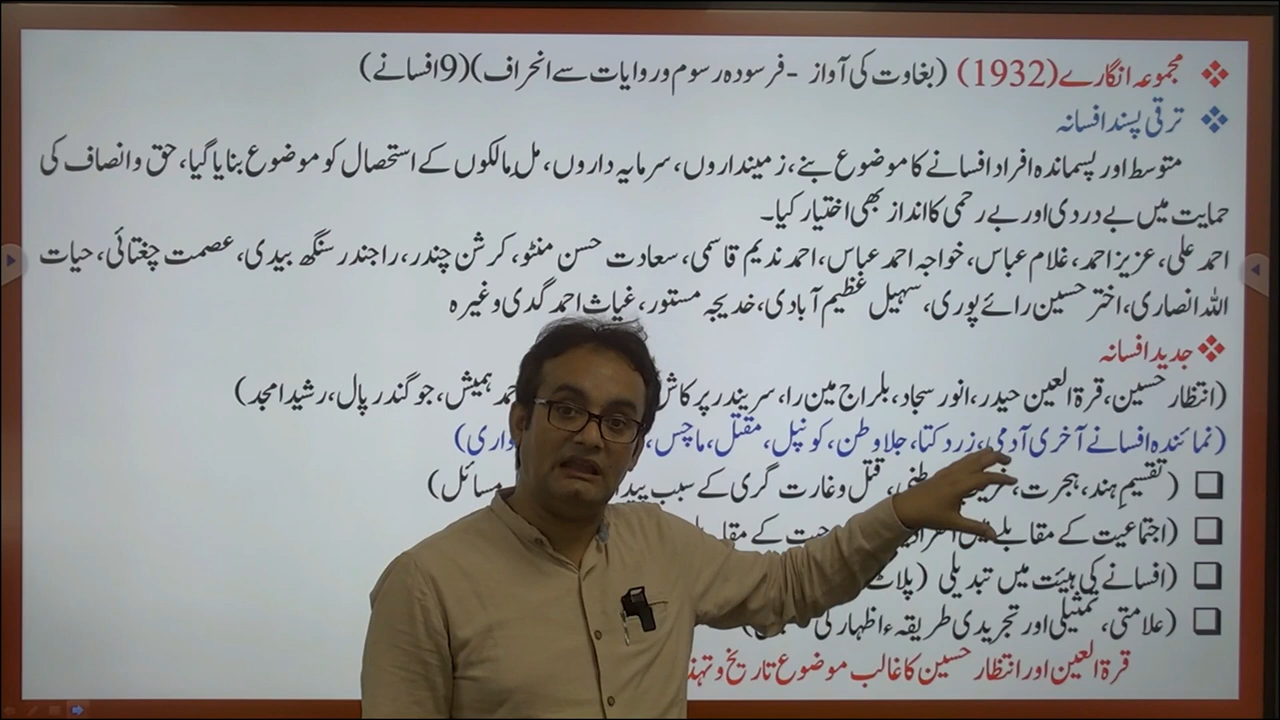 مجموعہ انگارے (1932) (بغاوت کی آواز - فرسودہ رسوم و روایات سے انحراف) (9 افسانے)
ترقی پسند افسانہ
متوسط اور پسماندہ افراد افسانے کا موضوع بنے، زمینداروں، سرمایہ داروں، مل مالکوں کے استحصال کو موضوع بنایا گیا، حق و انصاف کی
حمایت میں بے دردی اور بے رحمی کا انداز بھی اختیار کیا۔
احمد علی، عزیز احمد، غلام عباس، خواجہ احمد عباس، احمد ندیم قاسمی، سعادت حسن منٹو، کرشن چندر، راجندر سنگھ بیدی، عصمت چغتائی، حیات
اللہ انصاری، اختر حسین رائے پوری، سہیل عظیم آبادی، خدیجہ مستور، غیاث احمد گدی وغیرہ
جدید افسانہ
(انتظار حسین، قرۃ العین حیدر، انور سجاد، بلراج مین را، سریندر پرکاش ہمیش، جوگندر پال، رشید امجد)
(نمائندہ افسانے آخری آدمی، زرد کتا، جلاوطن، کونپل، مقتل، ماچس،
(تقسیمِ ہند، ہجرت، قتل و غارت گری کے سبب مسائل)
(اجتماعیت کے مقابلے میں کے
(افسانے کی ہیئت میں تبدیلی (پلاٹ
(علامتی، تمثیلی اور تجریدی طریقہء اظہار
قرۃ العین اور انتظار حسین کا غالب موضوع تاریخ و